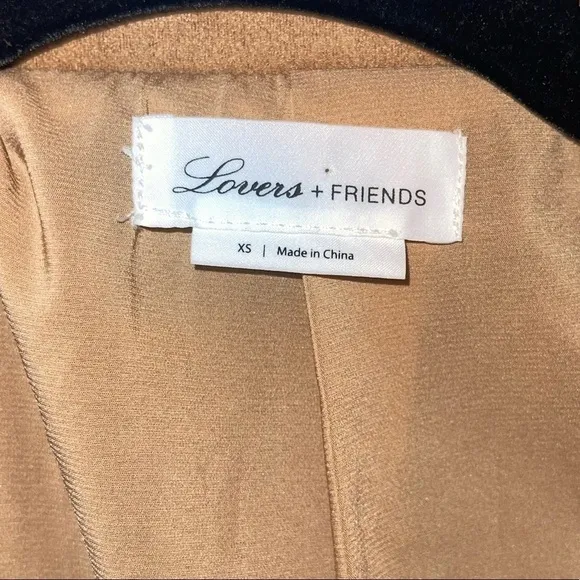 Lovers + FRIENDS
XS | Made in China